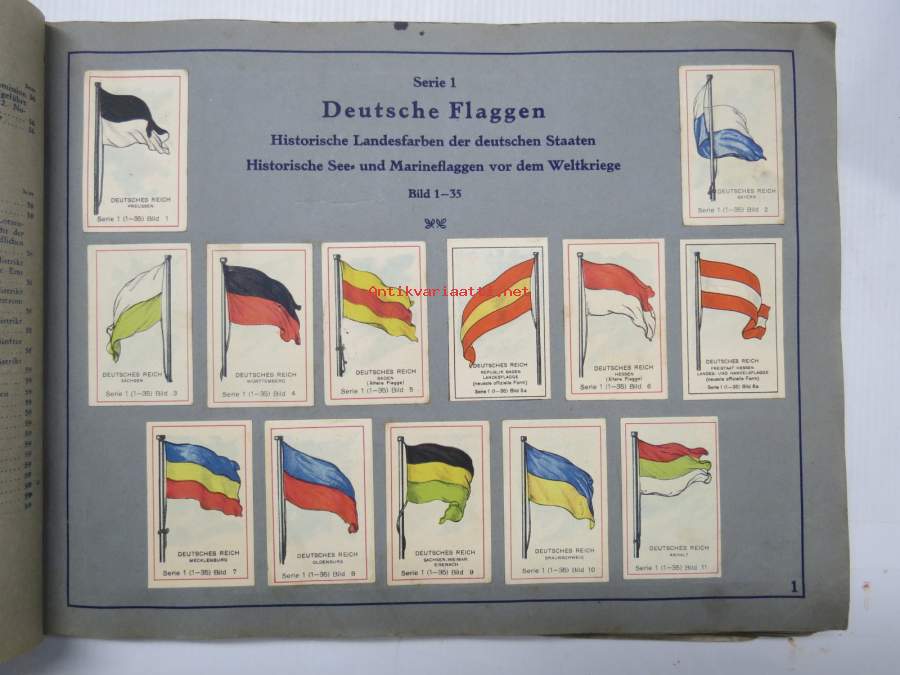 Serie 1
Deutsche Flaggen
Historische Landesfarben der deutschen Staaten
Historische See- und Marineflaggen vor dem Weltkriege
Bild 1–35
DEUTSCHES REICH
PREUSSEN
Serie 1 (1–35) Bild 1
DEUTSCHES REICH
BAYERN
Serie 1 (1–35) Bild 2
DEUTSCHES REICH
SACHSEN
Serie 1 (1–35) Bild 3
DEUTSCHES REICH
WÜRTTEMBERG
Serie 1 (1–35) Bild 4
DEUTSCHES REICH
BADEN
(Ältere Flagge)
Serie 1 (1–35) Bild 5
DEUTSCHES REICH
REPUBLIK BADEN
LANDESFLAGGE
(neueste offizielle Form)
Serie 1 (1–35) Bild 5a
DEUTSCHES REICH
HESSEN
(Ältere Flagge)
Serie 1 (1–35) Bild 6
DEUTSCHES REICH
FREISTAAT HESSEN
LANDES- UND HANDELSFLAGGE
(neueste offizielle Form)
Serie 1 (1–35) Bild 6a
Antikvariaatti.net
DEUTSCHES REICH
MECKLENBURG
Serie 1 (1–35) Bild 7
DEUTSCHES REICH
OLDENBURG
Serie 1 (1–35) Bild 8
DEUTSCHES REICH
SACHSEN-WEIMAR-
EISENACH
Serie 1 (1–35) Bild 9
DEUTSCHES REICH
BRAUNSCHWEIG
Serie 1 (1–35) Bild 10
DEUTSCHES REICH
ANHALT
Serie 1 (1–35) Bild 11
1